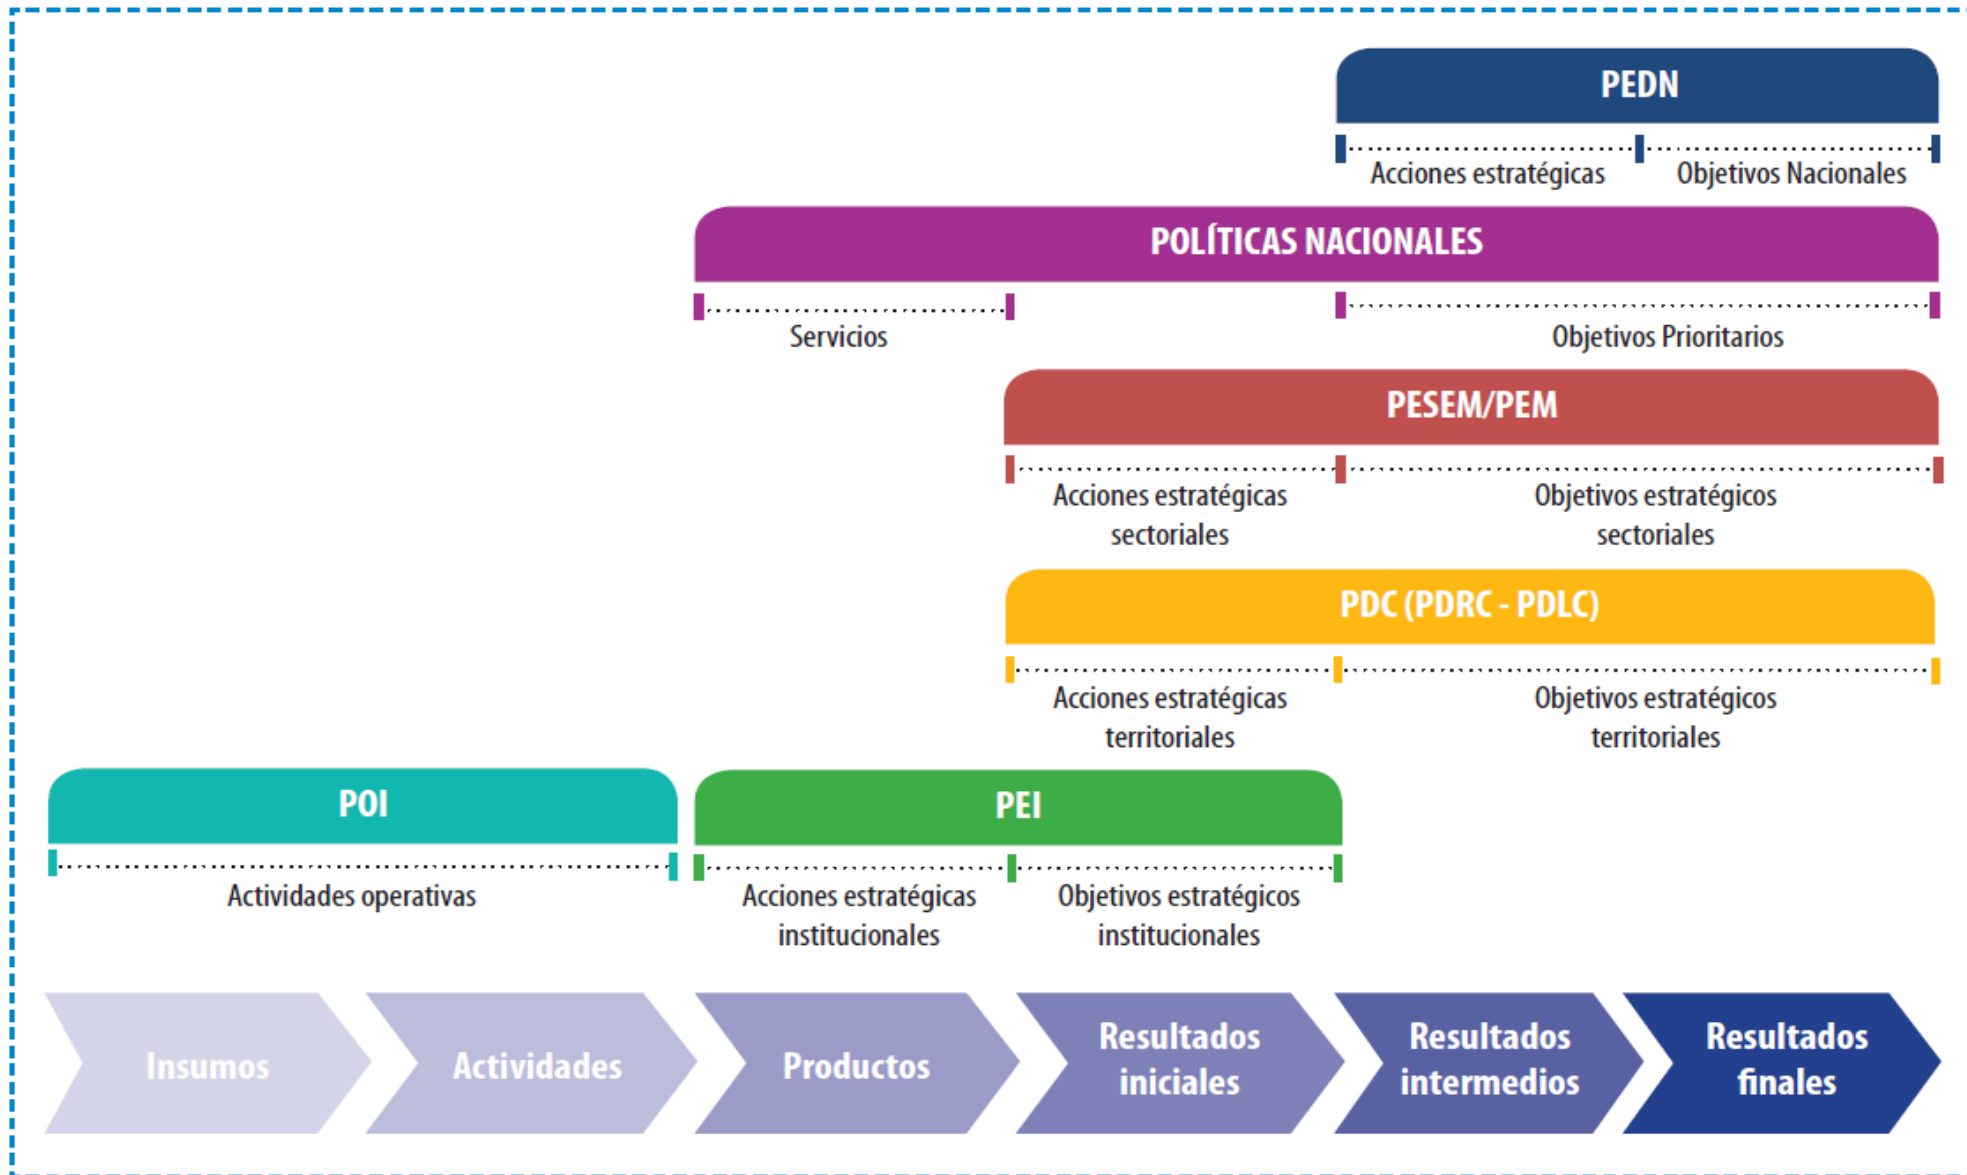 PEDN
Acciones estratégicas
Objetivos Nacionales
POLÍTICAS NACIONALES
Servicios
Objetivos Prioritarios
PESEM/PEM
Acciones estratégicas
sectoriales
Objetivos estratégicos
sectoriales
PDC (PDRC - PDLC)
Acciones estratégicas
territoriales
Objetivos estratégicos
territoriales
POI
Actividades operativas
PEI
Acciones estratégicas
institucionales
Objetivos estratégicos
institucionales
Insumos
Actividades
Productos
Resultados
iniciales
Resultados
intermedios
Resultados
finales